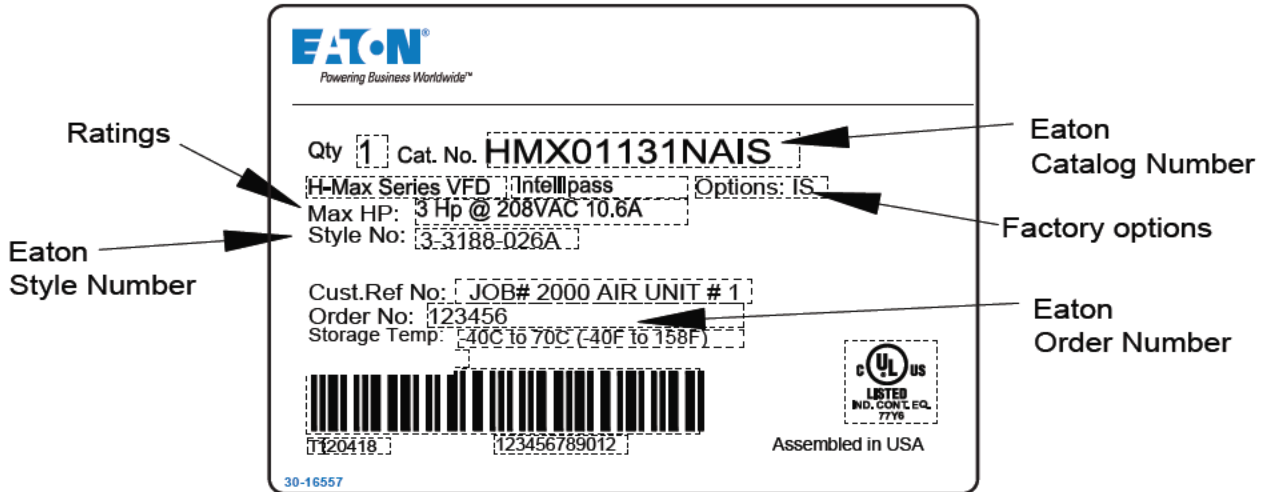 EATON®
Powering Business Worldwide™
Ratings
Qty 1 Cat. No. HMX01131NAIS
Eaton
Catalog Number
H-Max Series VFD Intellipass Options: IS
Max HP: 3 Hp @ 208VAC 10.6A
Style No: 3-3188-026A
Factory options
Eaton
Style Number
Cust.Ref No: JOB# 2000 AIR UNIT # 1
Order No: 123456
Storage Temp: -40C to 70C (-40F to 158F)
Eaton
Order Number
C UL US
LISTED
IND. CONT. EQ.
77Y6
T120418 123456789012
Assembled in USA
30-16557